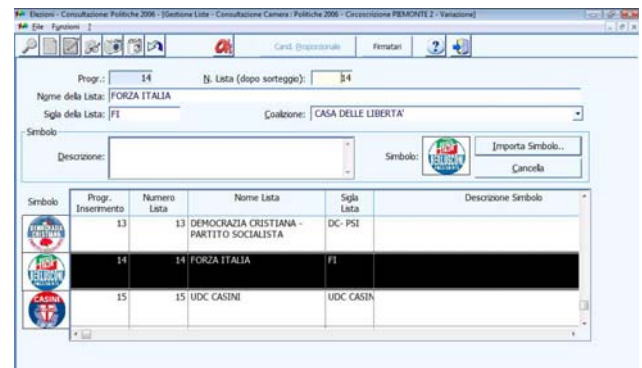 Elezioni - Consultazione: Politiche 2006 - [Gestione Liste - Consultazione Camera : Politiche 2006 - Circoscrizione PIEMONTE 2 - Variazione]
File Funzioni ?
Ok Cand. Proporzionale Firmatari
Progr.: 14 N. Lista (dopo sorteggio): 14
Nome della Lista: FORZA ITALIA
Sigla della Lista: FI Coalizione: CASA DELLE LIBERTA'
Simbolo
Descrizione: Simbolo: Importa Simbolo..
Cancella
Simbolo Progr. Inserimento Numero Lista Nome Lista Sigla Lista Descrizione Simbolo
13 13 DEMOCRAZIA CRISTIANA - DC- PSI
PARTITO SOCIALISTA
14 14 FORZA ITALIA FI
CASINI 15 15 UDC CASINI UDC CASIN